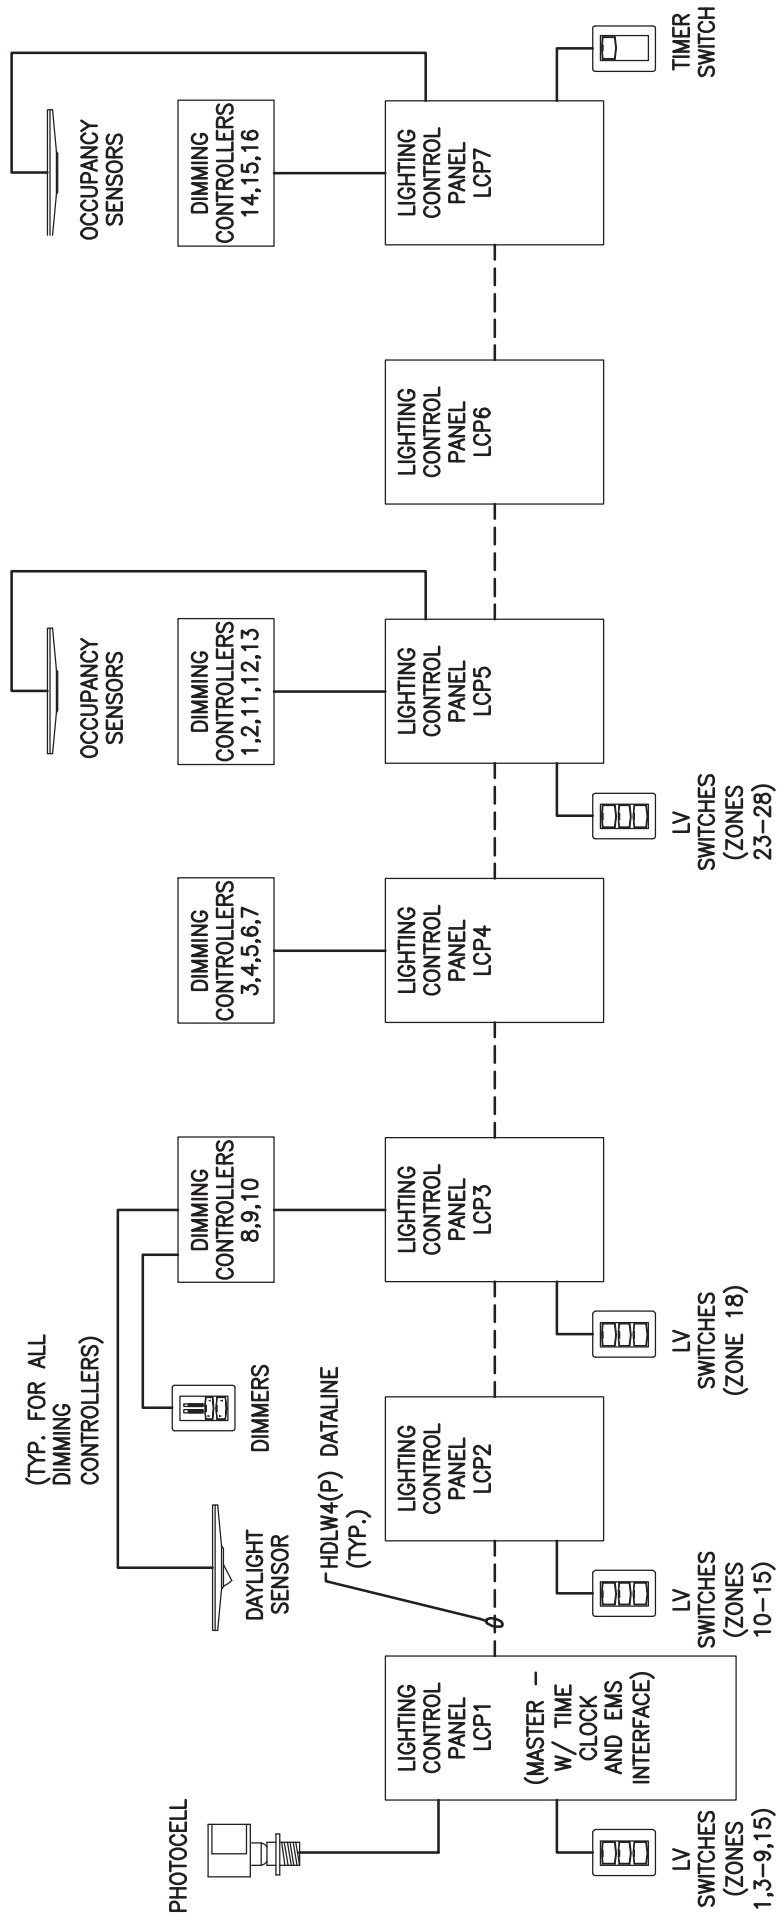 PHOTOCELL
LIGHTING
CONTROL
PANEL
LCP1
(MASTER -
W/ TIME
CLOCK
AND EMS
INTERFACE)
LV
SWITCHES
(ZONES
1,3-9,15)
(TYP. FOR ALL
DIMMING
CONTROLLERS)
DAYLIGHT
SENSOR
DIMMERS
HDLW4(P) DATALINE
(TYP.)
LIGHTING
CONTROL
PANEL
LCP2
LV
SWITCHES
(ZONES
10-15)
DIMMING
CONTROLLERS
8,9,10
LIGHTING
CONTROL
PANEL
LCP3
LV
SWITCHES
(ZONE 18)
DIMMING
CONTROLLERS
3,4,5,6,7
LIGHTING
CONTROL
PANEL
LCP4
OCCUPANCY
SENSORS
DIMMING
CONTROLLERS
1,2,11,12,13
LIGHTING
CONTROL
PANEL
LCP5
LV
SWITCHES
(ZONES
23-28)
LIGHTING
CONTROL
PANEL
LCP6
OCCUPANCY
SENSORS
DIMMING
CONTROLLERS
14,15,16
LIGHTING
CONTROL
PANEL
LCP7
TIMER
SWITCH